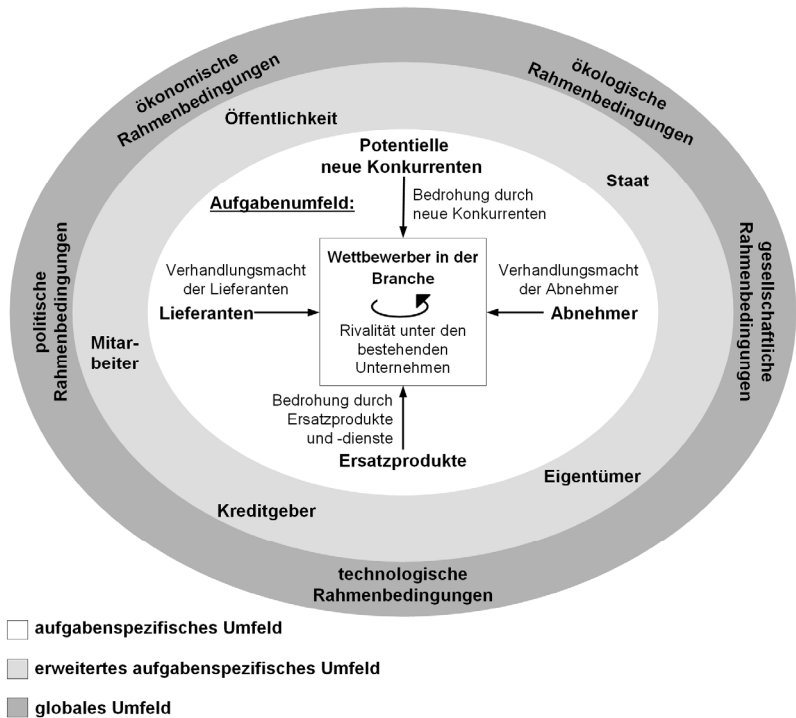 ökonomische
Rahmenbedingungen
ökologische
Rahmenbedingungen
Öffentlichkeit
Potentielle
neue Konkurrenten
Staat
Aufgabenumfeld:
Bedrohung durch
neue Konkurrenten
politische
Rahmenbedingungen
gesellschaftliche
Rahmenbedingungen
Verhandlungsmacht
der Lieferanten
Lieferanten
Wettbewerber in der
Branche
Rivalität unter den
bestehenden
Unternehmen
Verhandlungsmacht
der Abnehmer
Abnehmer
Mitar-
beiter
Bedrohung durch
Ersatzprodukte
und -dienste
Ersatzprodukte
Eigentümer
Kreditgeber
technologische
Rahmenbedingungen
aufgabenspezifisches Umfeld
erweitertes aufgabenspezifisches Umfeld
globales Umfeld